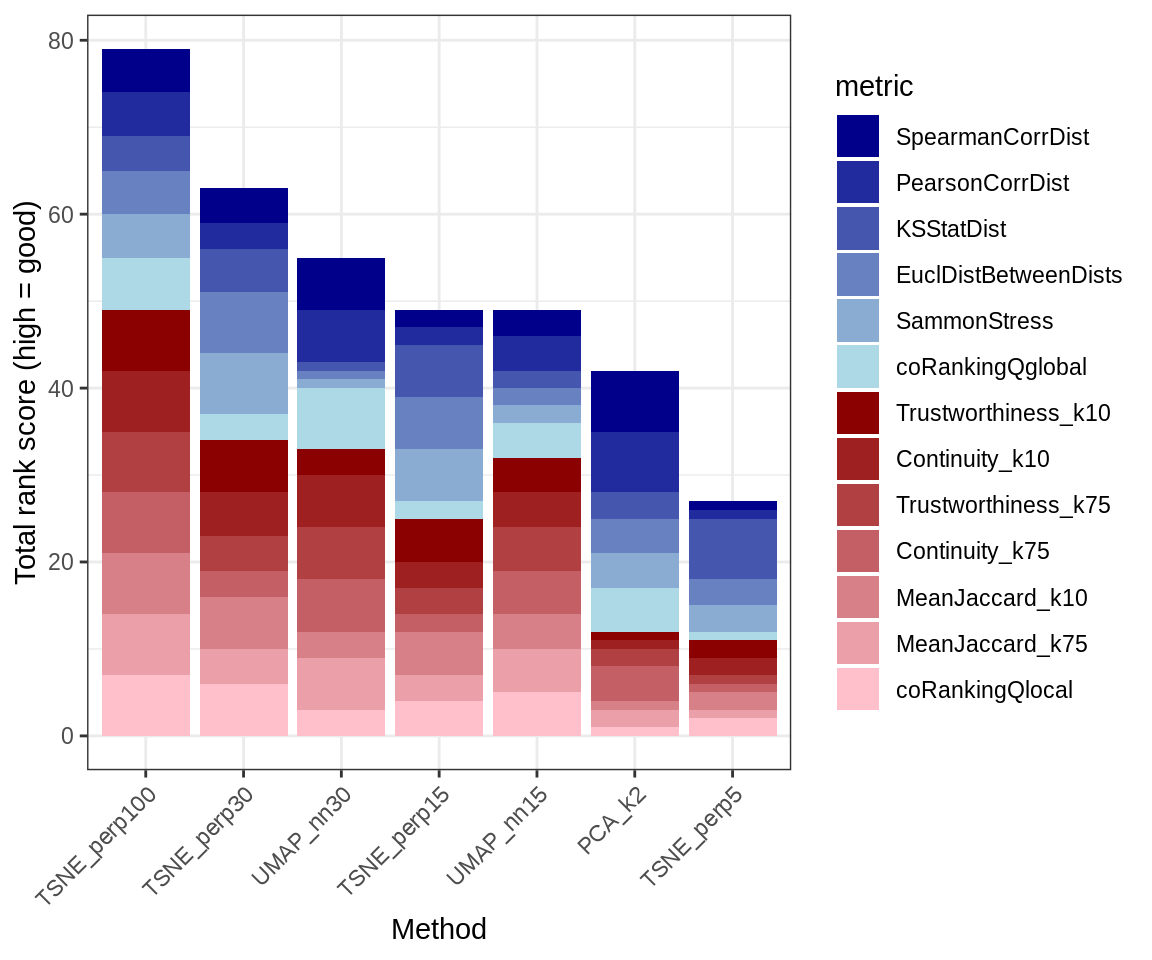 Total rank score (high = good)
80
60
40
20
0
TSNE_perp100
TSNE_perp30
UMAP_nn30
TSNE_perp15
UMAP_nn15
PCA_k2
TSNE_perp5
Method
metric
SpearmanCorrDist
PearsonCorrDist
KSStatDist
EuclDistBetweenDists
SammonStress
coRankingQglobal
Trustworthiness_k10
Continuity_k10
Trustworthiness_k75
Continuity_k75
MeanJaccard_k10
MeanJaccard_k75
coRankingQlocal